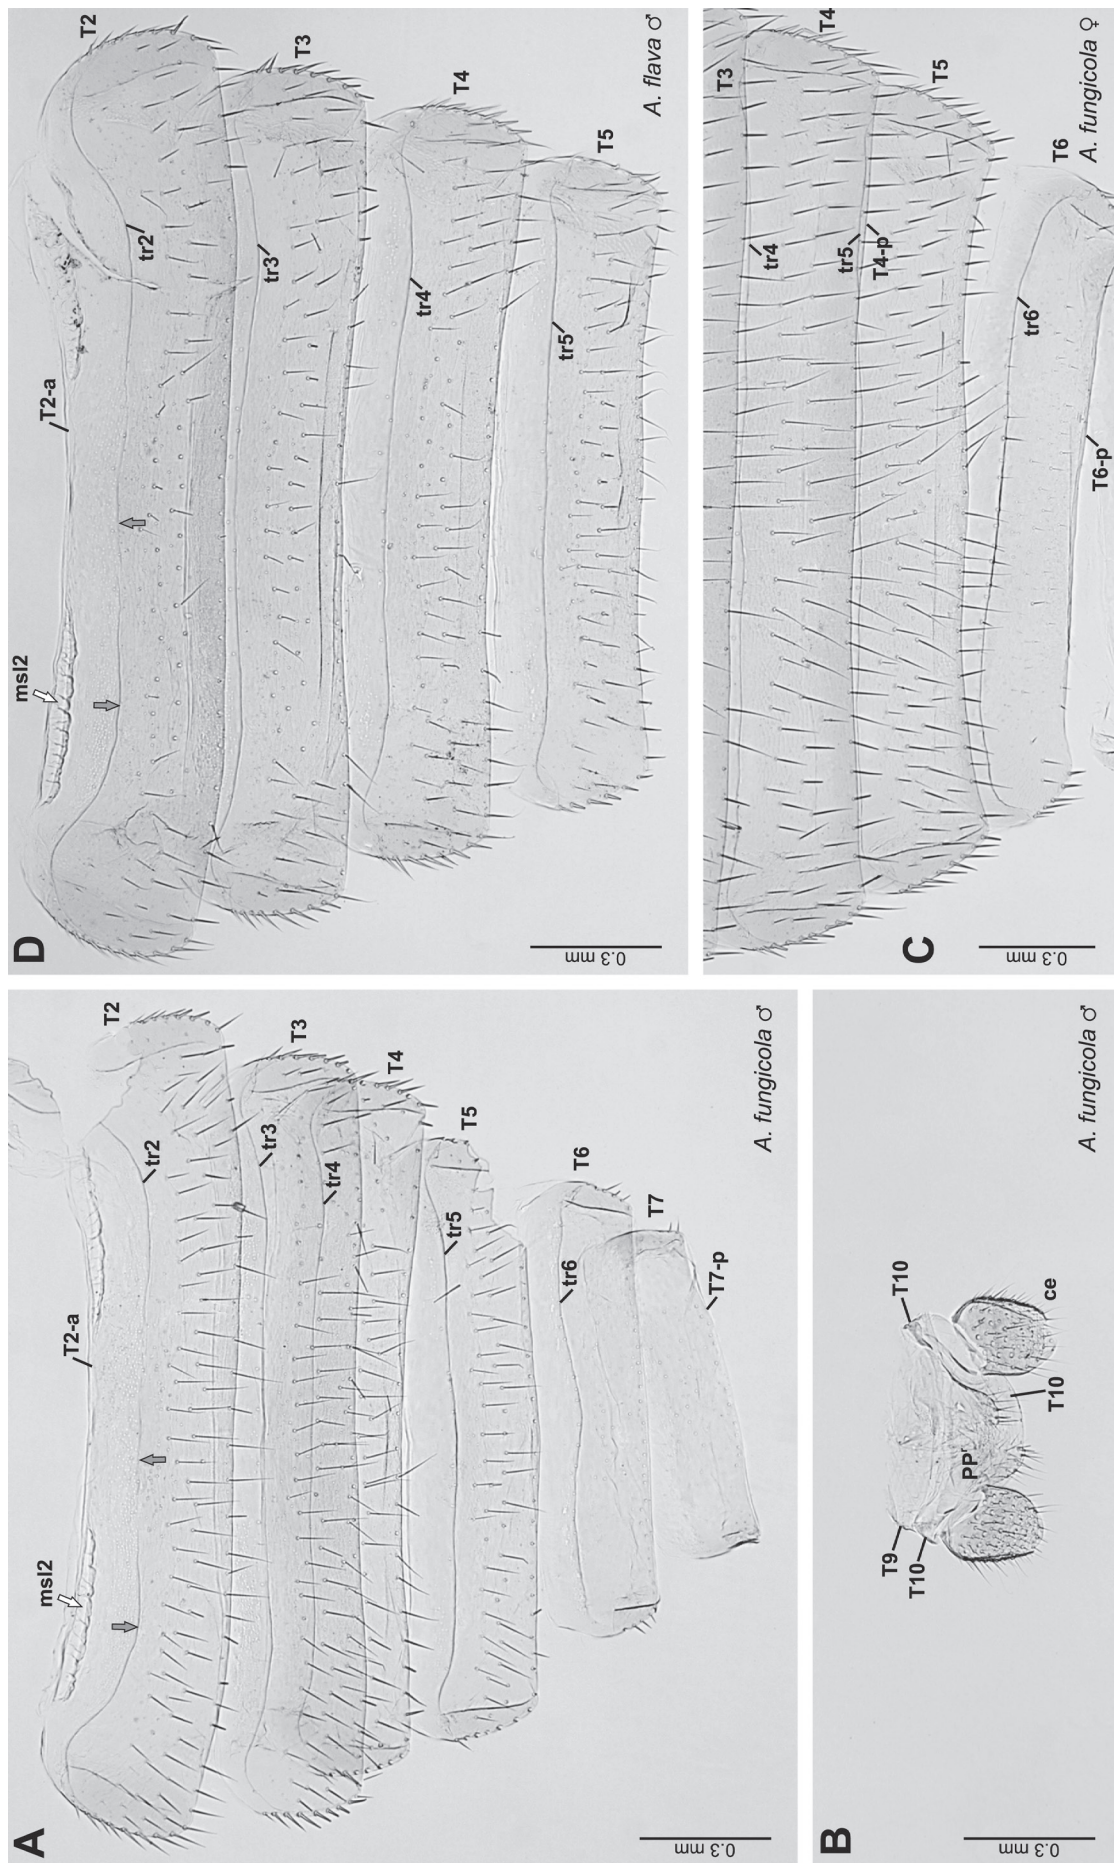 D
T2
T3
T4
T5
T2-a
msl2
tr2
tr3
tr4
tr5
0.3 mm
A. flava ♂
C
T3
T4
T5
T6
tr4
tr5
T4-p
tr6
T6-p
0.3 mm
A. fungicola ♀
A
T2
T3
T4
T5
T6
T7
T2-a
msl2
tr2
tr3
tr4
tr5
tr6
T7-p
0.3 mm
A. fungicola ♂
B
T9
T10
T10
T10
PP
ce
0.3 mm
A. fungicola ♂